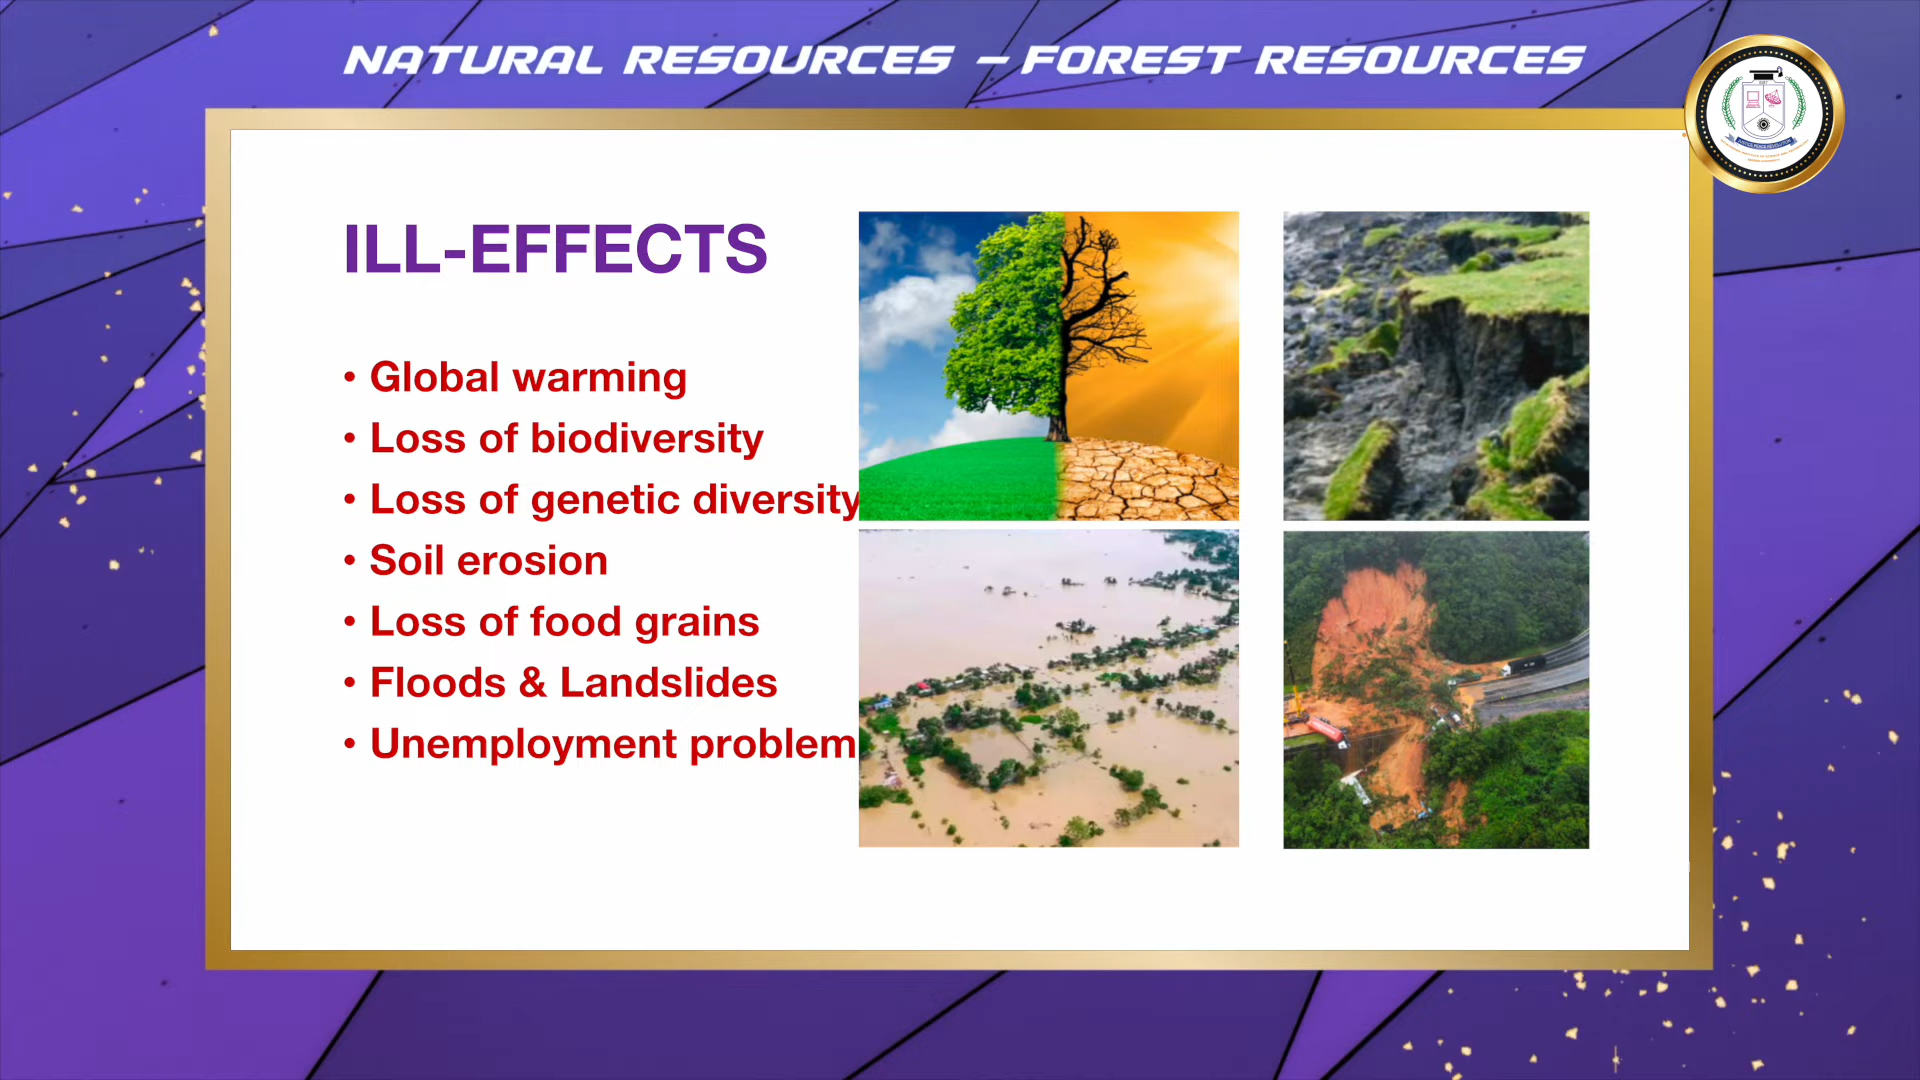 NATURAL RESOURCES – FOREST RESOURCES
ILL-EFFECTS
• Global warming
• Loss of biodiversity
• Loss of genetic diversity
• Soil erosion
• Loss of food grains
• Floods & Landslides
• Unemployment problem